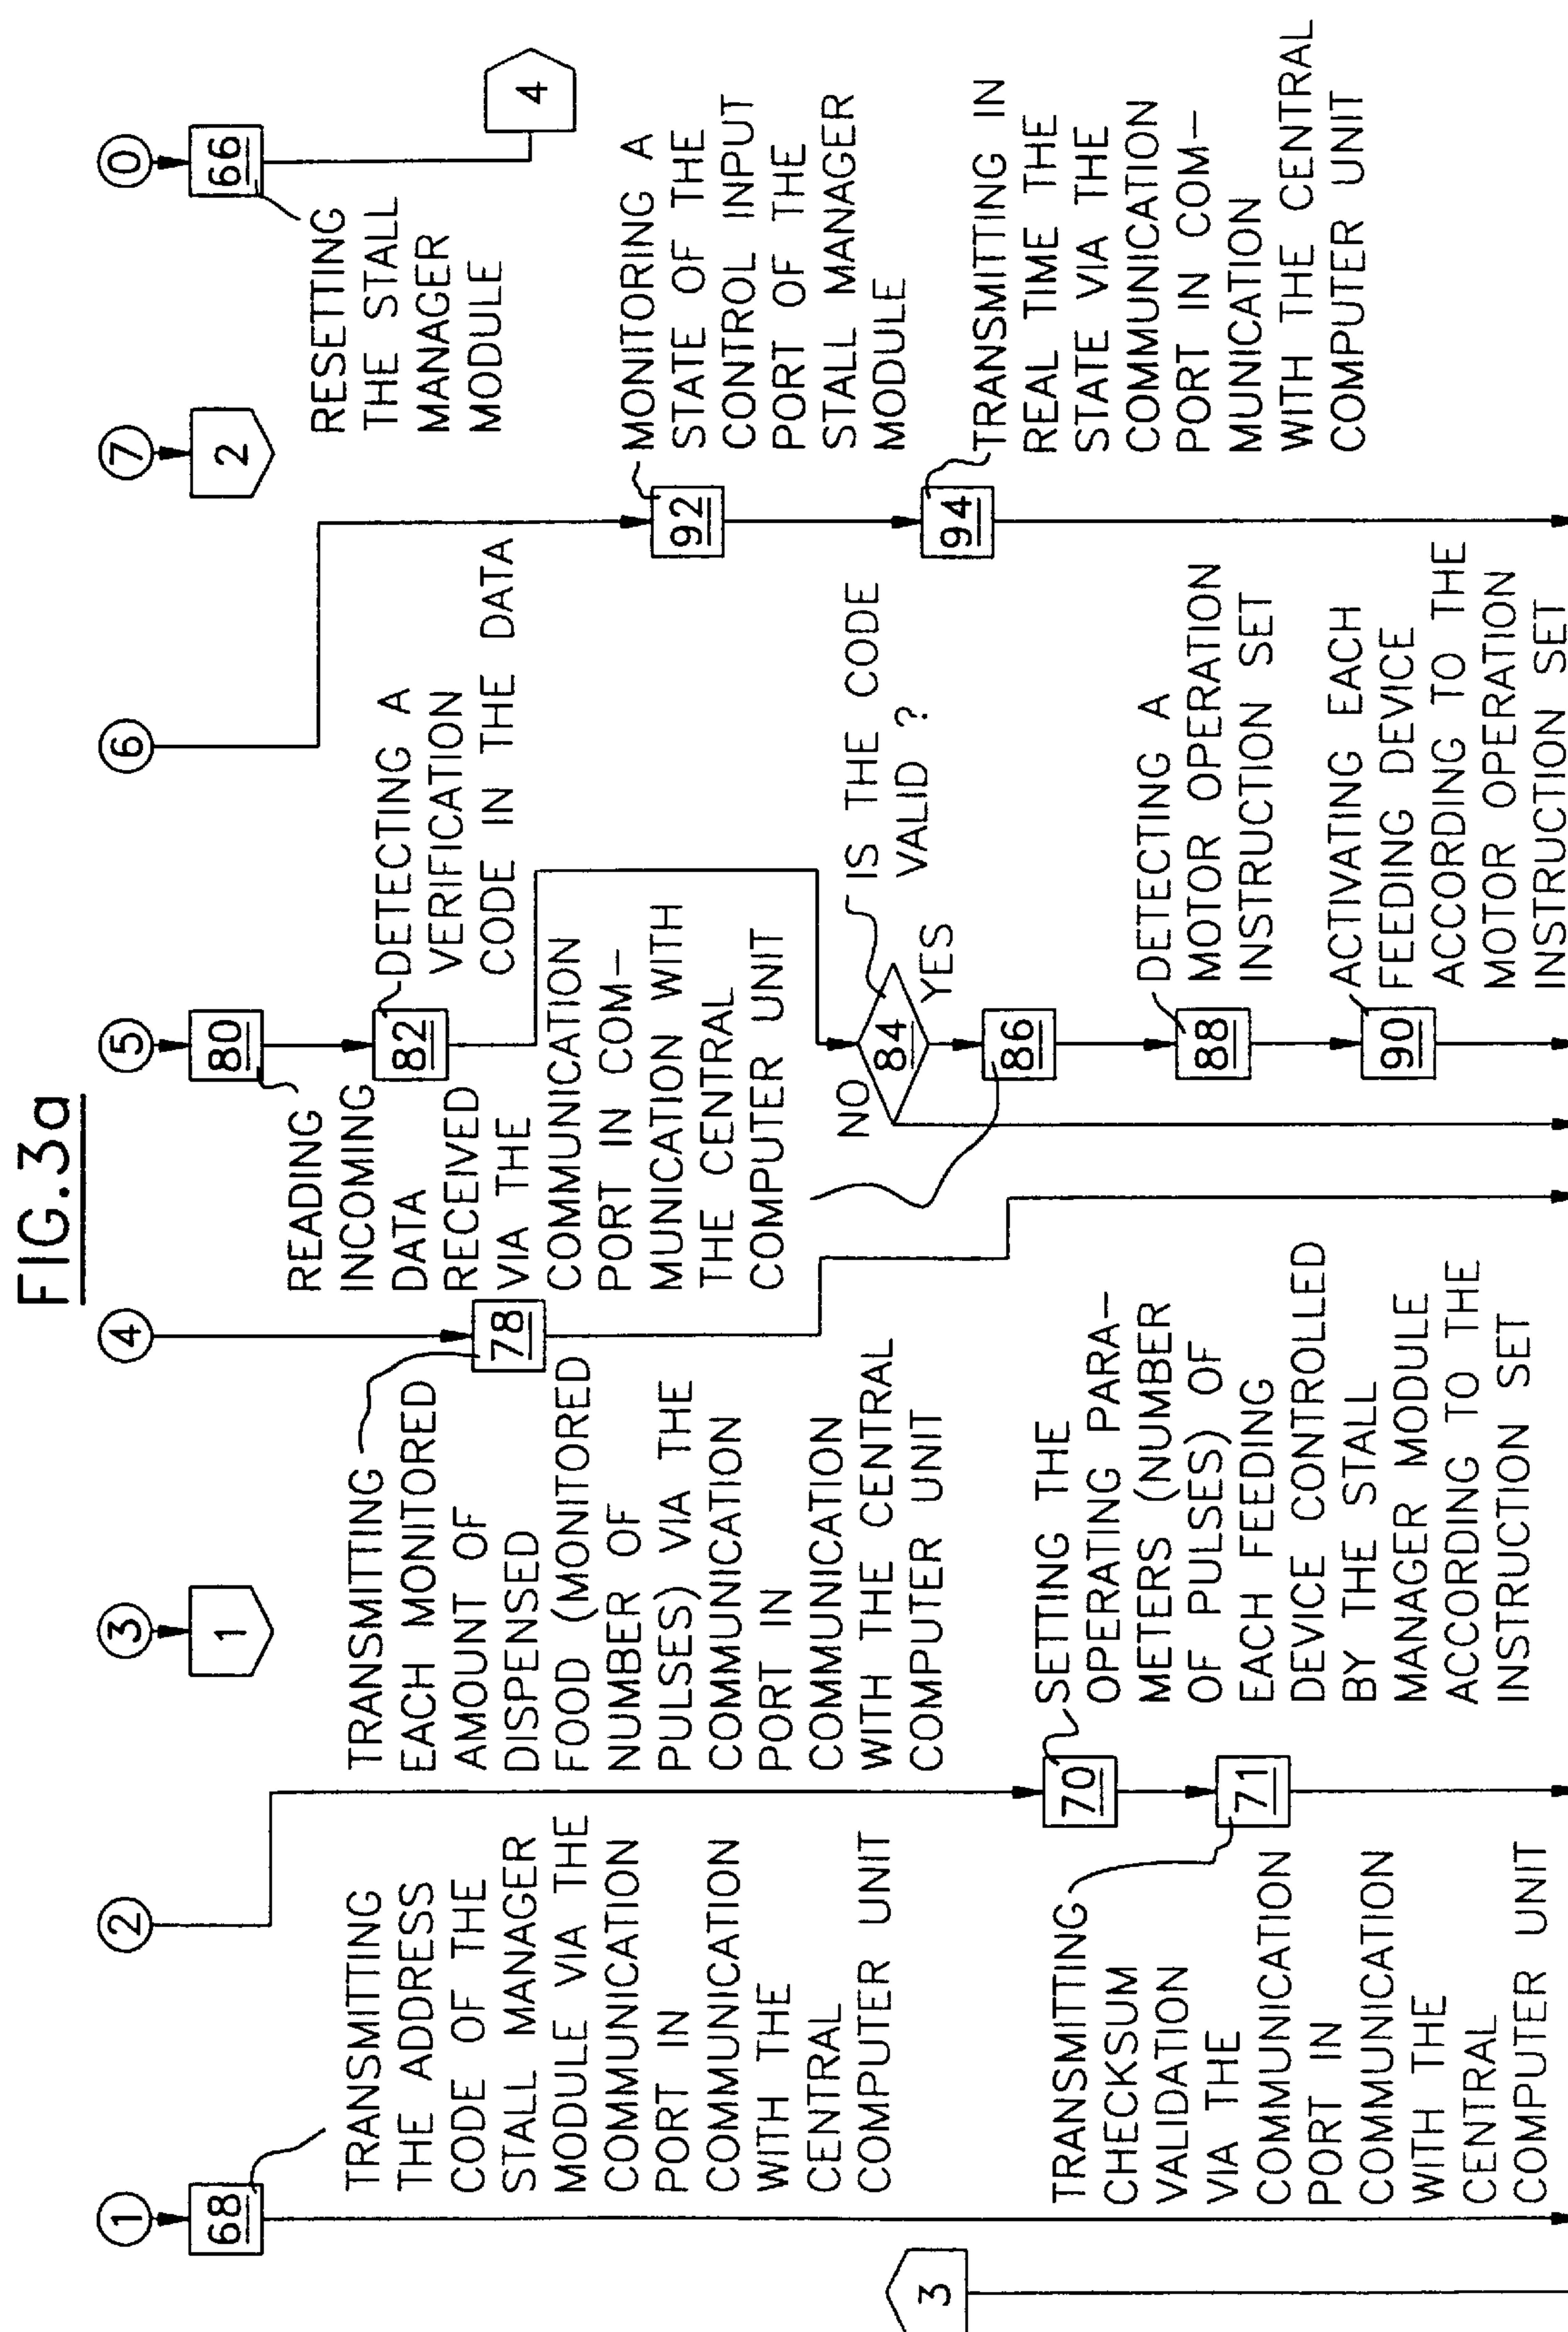 FIG.3a
1
2
3
4
5
6
7
0
68
TRANSMITTING
THE ADDRESS
CODE OF THE
STALL MANAGER
MODULE VIA THE
COMMUNICATION
PORT IN
COMMUNICATION
WITH THE
CENTRAL
COMPUTER UNIT
3
70
SETTING THE
OPERATING PARA-
METERS (NUMBER
OF PULSES) OF
EACH FEEDING
DEVICE CONTROLLED
BY THE STALL
MANAGER MODULE
ACCORDING TO THE
INSTRUCTION SET
71
TRANSMITTING
CHECKSUM
VALIDATION
VIA THE
COMMUNICATION
PORT IN
COMMUNICATION
WITH THE
CENTRAL
COMPUTER UNIT
1
78
TRANSMITTING
EACH MONITORED
AMOUNT OF
DISPENSED
FOOD (MONITORED
NUMBER OF
PULSES) VIA THE
COMMUNICATION
PORT IN
COMMUNICATION
WITH THE CENTRAL
COMPUTER UNIT
80
READING
INCOMING
DATA
RECEIVED
VIA THE
COMMUNICATION
PORT IN COM-
MUNICATION WITH
THE CENTRAL
COMPUTER UNIT
82
DETECTING A
VERIFICATION
CODE IN THE DATA
84
IS THE CODE
VALID ?
NO
YES
86
88
DETECTING A
MOTOR OPERATION
INSTRUCTION SET
90
ACTIVATING EACH
FEEDING DEVICE
ACCORDING TO THE
MOTOR OPERATION
INSTRUCTION SET
92
MONITORING A
STATE OF THE
CONTROL INPUT
PORT OF THE
STALL MANAGER
MODULE
94
TRANSMITTING IN
REAL TIME THE
STATE VIA THE
COMMUNICATION
PORT IN COM-
MUNICATION
WITH THE CENTRAL
COMPUTER UNIT
2
66
RESETTING
THE STALL
MANAGER
MODULE
4